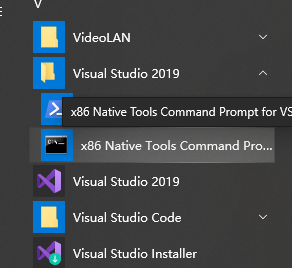 V
VideoLAN
Visual Studio 2019
x86 Native Tools Command Prompt for VS
x86 Native Tools Command Pro...
Visual Studio 2019
Visual Studio Code
Visual Studio Installer